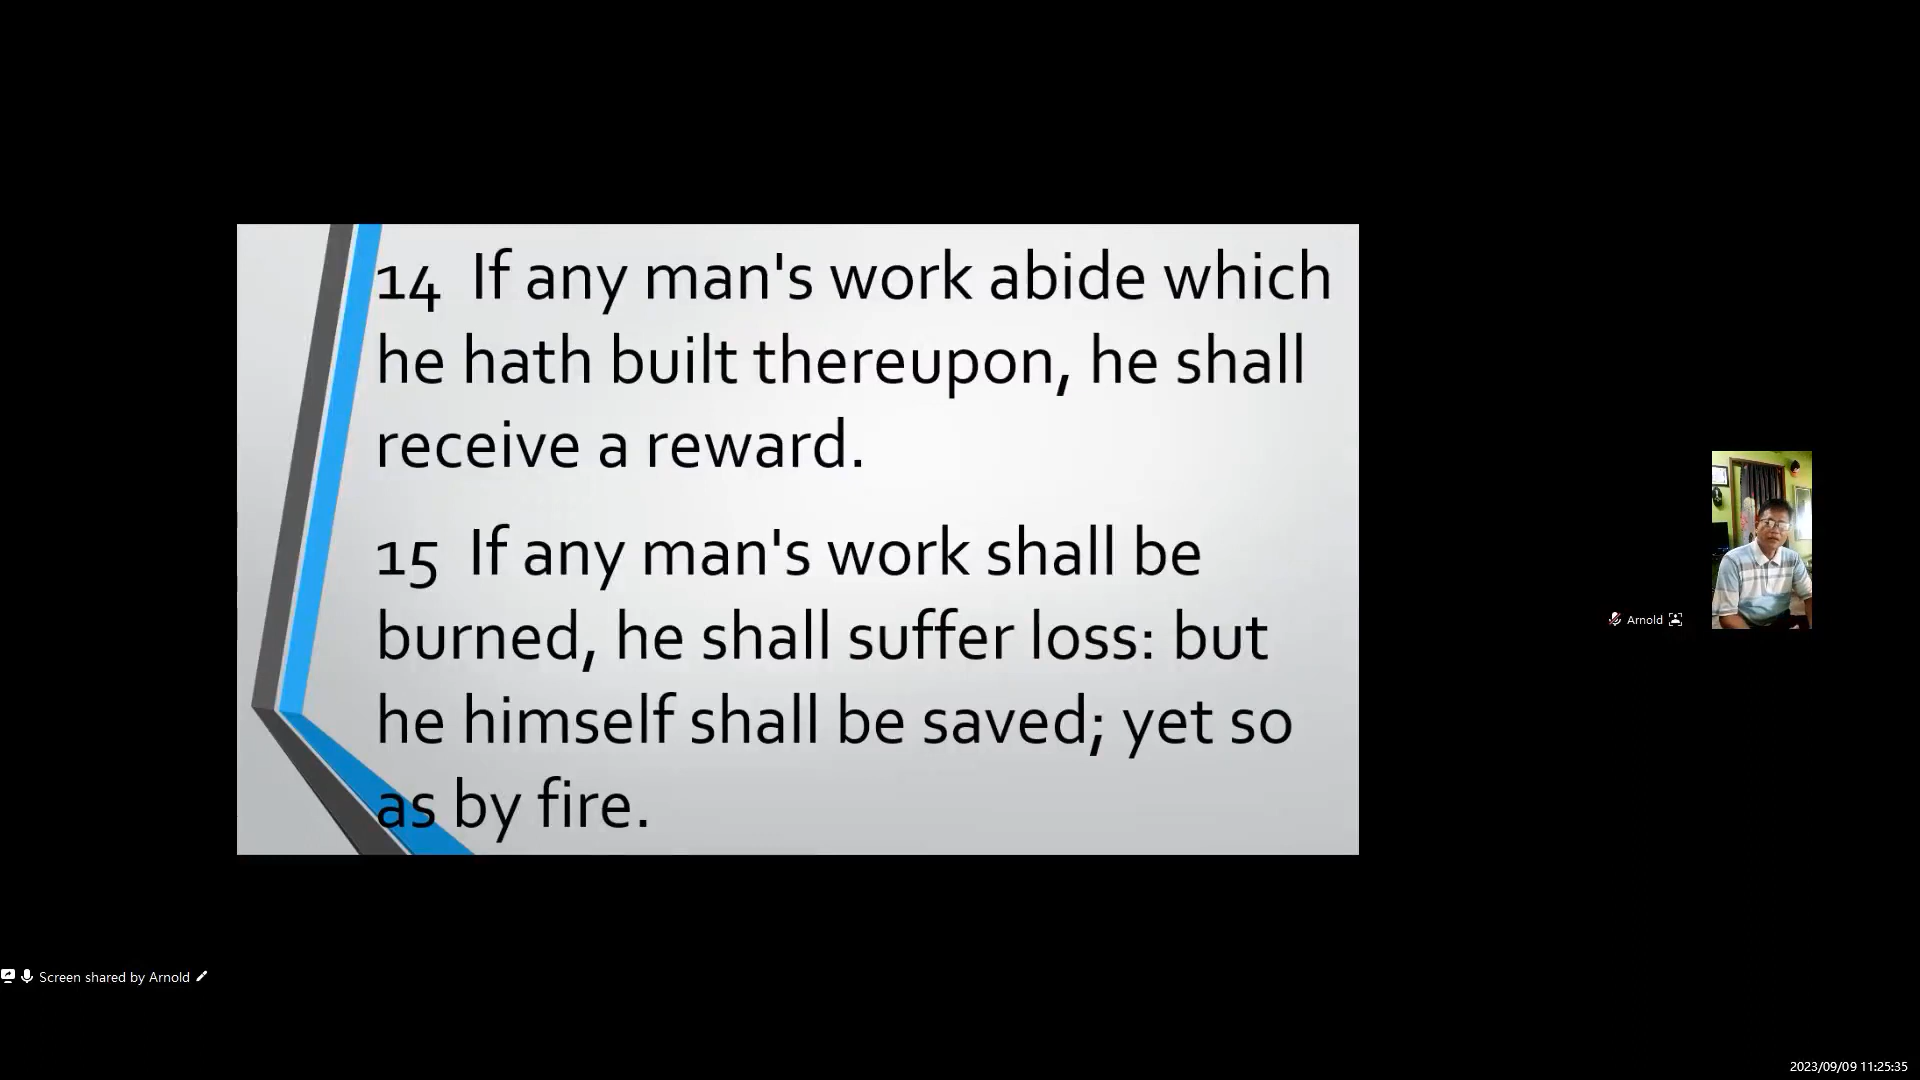 14  If any man's work abide which
he hath built thereupon, he shall
receive a reward.
15  If any man's work shall be
burned, he shall suffer loss: but
he himself shall be saved; yet so
as by fire.
Arnold
Screen shared by Arnold
2023/09/09 11:25:35